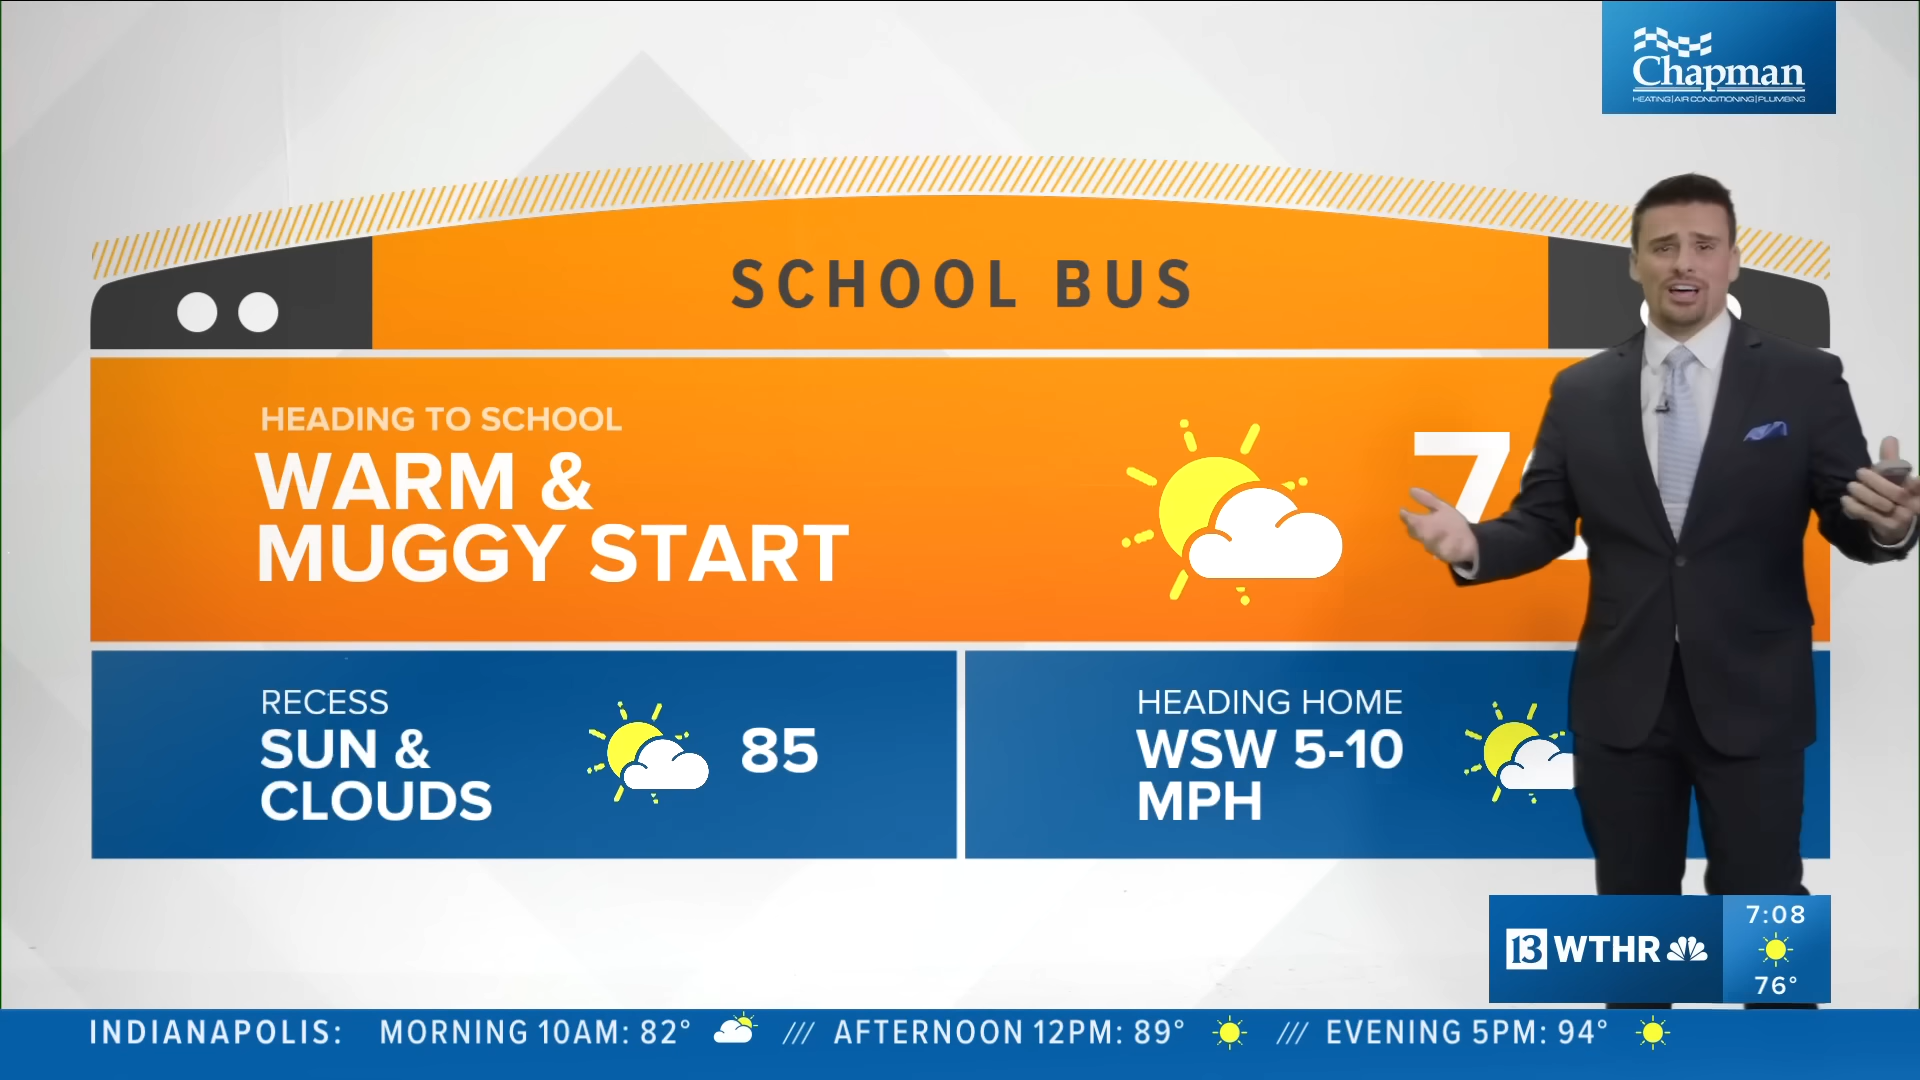 Chapman
HEATING|AIR CONDITIONING|PLUMBING
SCHOOL BUS
HEADING TO SCHOOL
WARM &
MUGGY START
RECESS
SUN &
CLOUDS
85
HEADING HOME
WSW 5-10
MPH
13 WTHR
7:08
76°
INDIANAPOLIS: MORNING 10AM: 82° /// AFTERNOON 12PM: 89° /// EVENING 5PM: 94°